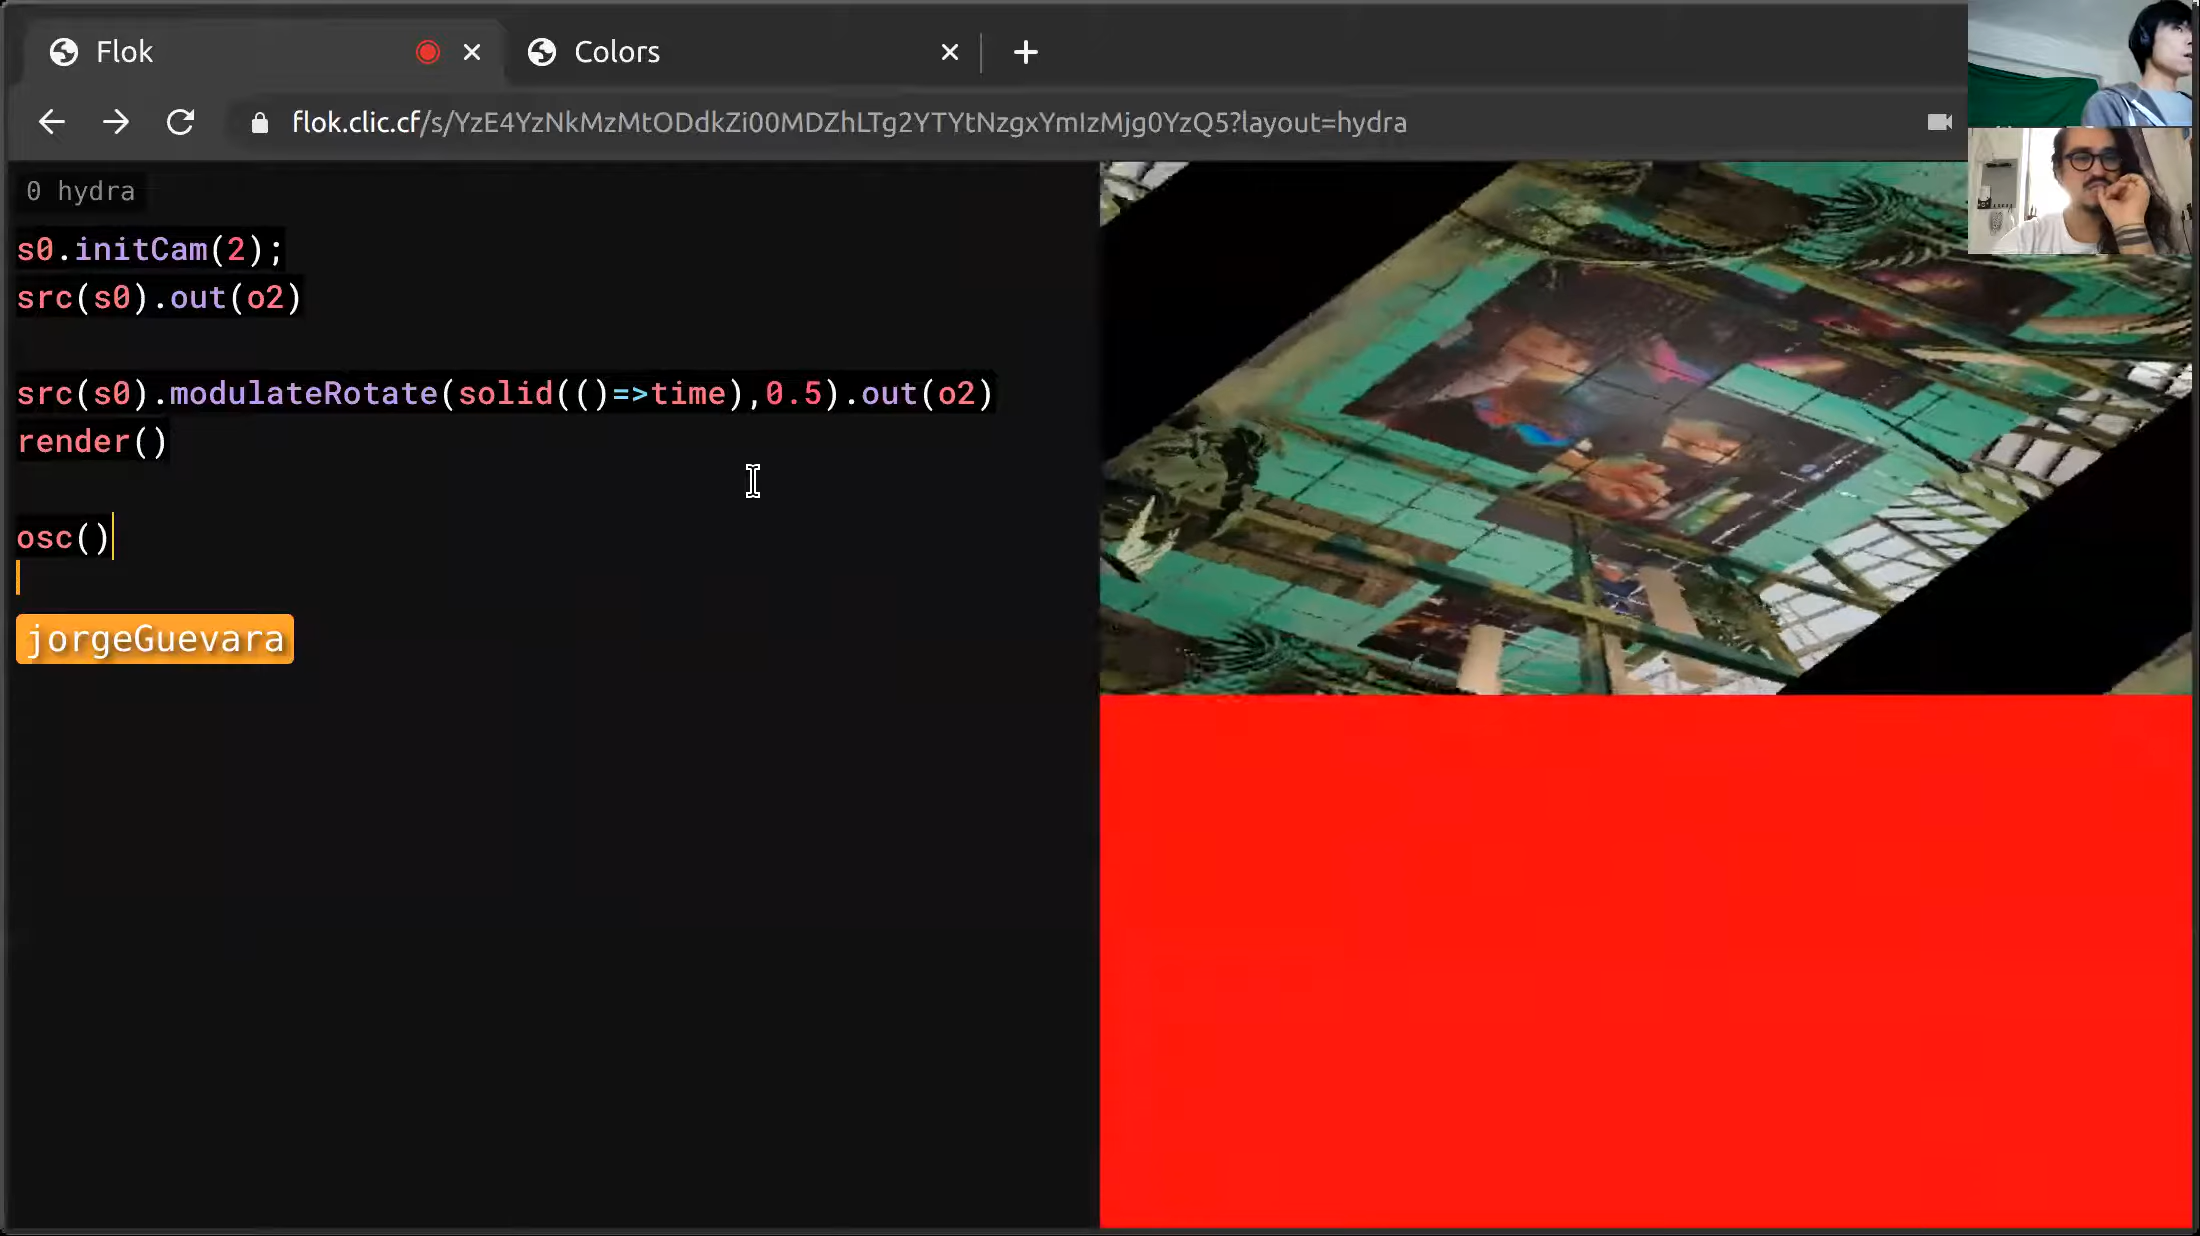 Flok
Colors
flok.clic.cf/s/YzE4YzNkMzMtODdkZi00MDZhLTg2YTYtNzgxYmIzMjg0YzQ5?layout=hydra
0 hydra
s0.initCam(2);
src(s0).out(o2)
src(s0).modulateRotate(solid(()=>time),0.5).out(o2)
render()
osc()
jorgeGuevara